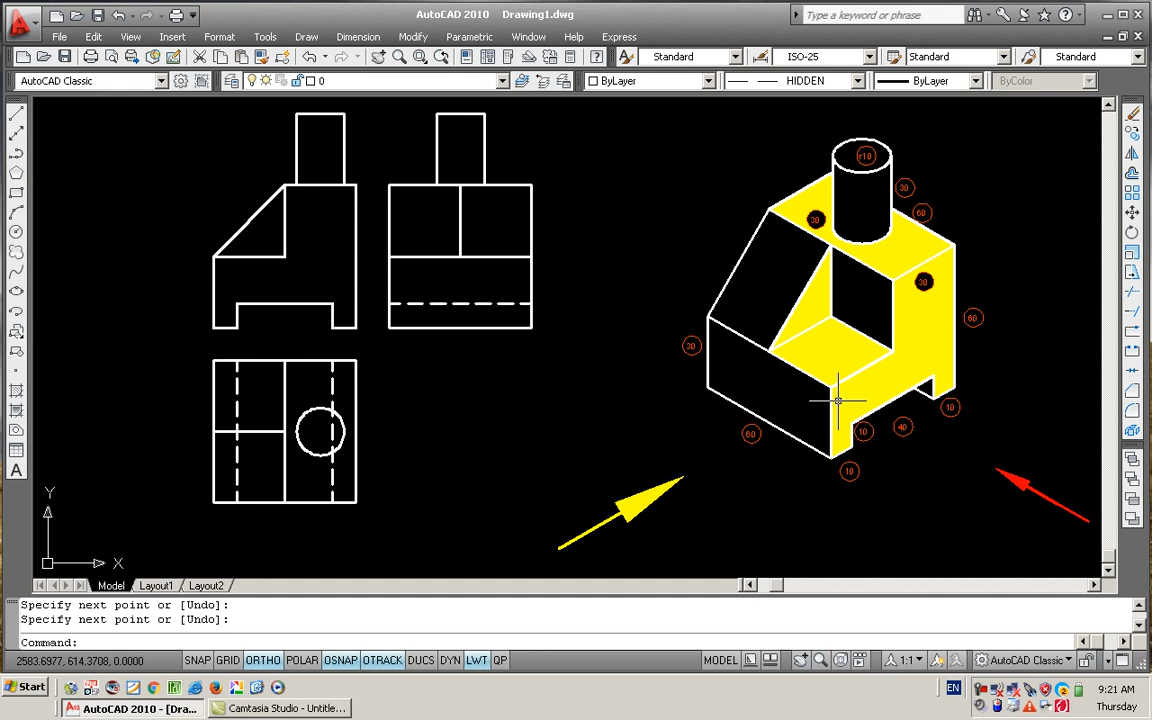 AutoCAD 2010 Drawing1.dwg
Type a keyword or phrase
File Edit View Insert Format Tools Draw Dimension Modify Parametric Window Help Express
Standard ISO-25 Standard Standard
AutoCAD Classic 0 ByLayer HIDDEN ByLayer ByColor
r10
30
60
30
30
60
30
10
40
10
60
10
Y
X
Model Layout1 Layout2
Specify next point or [Undo]:
Specify next point or [Undo]:
Command:
2583.6977, 614.3708, 0.0000 SNAP GRID ORTHO POLAR OSNAP OTRACK DUCS DYN LWT QP MODEL 1:1 AutoCAD Classic
Start EN 9:21 AM
AutoCAD 2010 - [Dra... Camtasia Studio - Untitle... Thursday